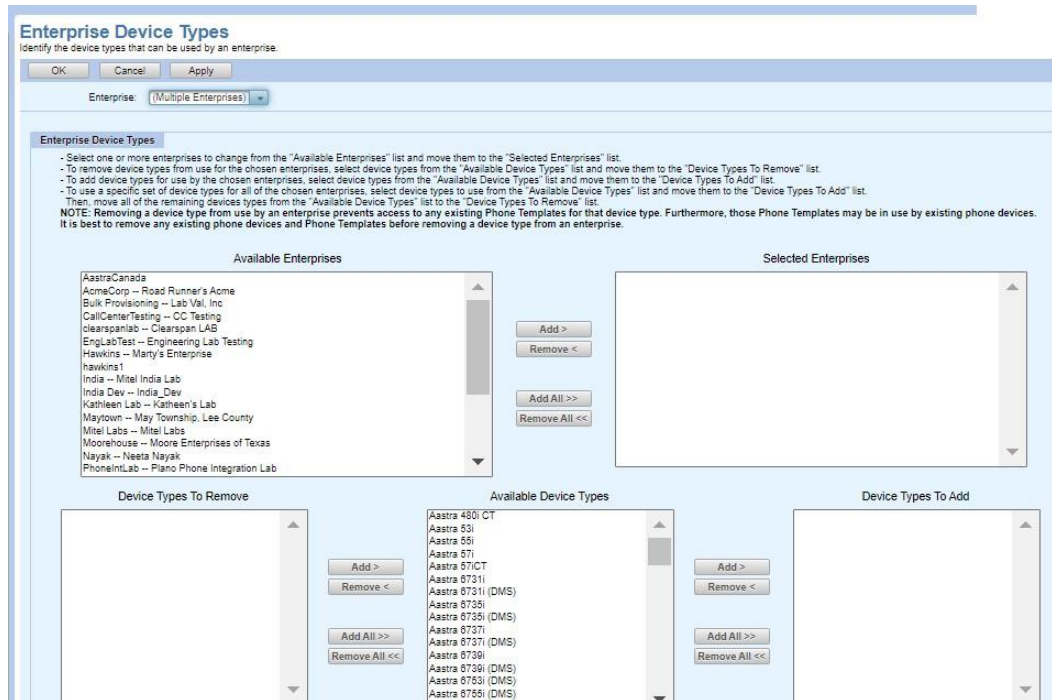 Enterprise Device Types
Identify the device types that can be used by an enterprise.
OK Cancel Apply
Enterprise: (Multiple Enterprises)
Enterprise Device Types
- Select one or more enterprises to change from the "Available Enterprises" list and move them to the "Selected Enterprises" list.
- To remove device types from use for the chosen enterprises, select device types from the "Available Device Types" list and move them to the "Device Types To Remove" list.
- To add device types for use by the chosen enterprises, select device types from the "Available Device Types" list and move them to the "Device Types To Add" list.
- To use a specific set of device types for all of the chosen enterprises, select device types to use from the "Available Device Types" list and move them to the "Device Types To Add" list.
Then, move all of the remaining devices types from the "Available Device Types" list to the "Device Types To Remove" list.
NOTE: Removing a device type from use by an enterprise prevents access to any existing Phone Templates for that device type. Furthermore, those Phone Templates may be in use by existing phone devices.
It is best to remove any existing phone devices and Phone Templates before removing a device type from an enterprise.
Available Enterprises
AastraCanada
AcmeCorp -- Road Runner's Acme
Bulk Provisioning -- Lab Val, Inc
CallCenterTesting -- CC Testing
clearspanlab -- Clearspan LAB
EngLabTest -- Engineering Lab Testing
Hawkins -- Marty's Enterprise
hawkins1
India -- Mitel India Lab
India Dev -- India_Dev
Kathleen Lab -- Katheen's Lab
Maytown -- May Township, Lee County
Mitel Labs -- Mitel Labs
Moorehouse -- Moore Enterprises of Texas
Nayak -- Neeta Nayak
PhoneIntLab -- Plano Phone Integration Lab
Add >
Remove <
Add All >>
Remove All <<
Selected Enterprises
Device Types To Remove
Add >
Remove <
Add All >>
Remove All <<
Available Device Types
Aastra 480i CT
Aastra 53i
Aastra 55i
Aastra 57i
Aastra 57iCT
Aastra 6731i
Aastra 6731i (DMS)
Aastra 6735i
Aastra 6735i (DMS)
Aastra 6737i
Aastra 6737i (DMS)
Aastra 6739i
Aastra 6739i (DMS)
Aastra 6753i (DMS)
Aastra 6755i (DMS)
Add >
Remove <
Add All >>
Remove All <<
Device Types To Add